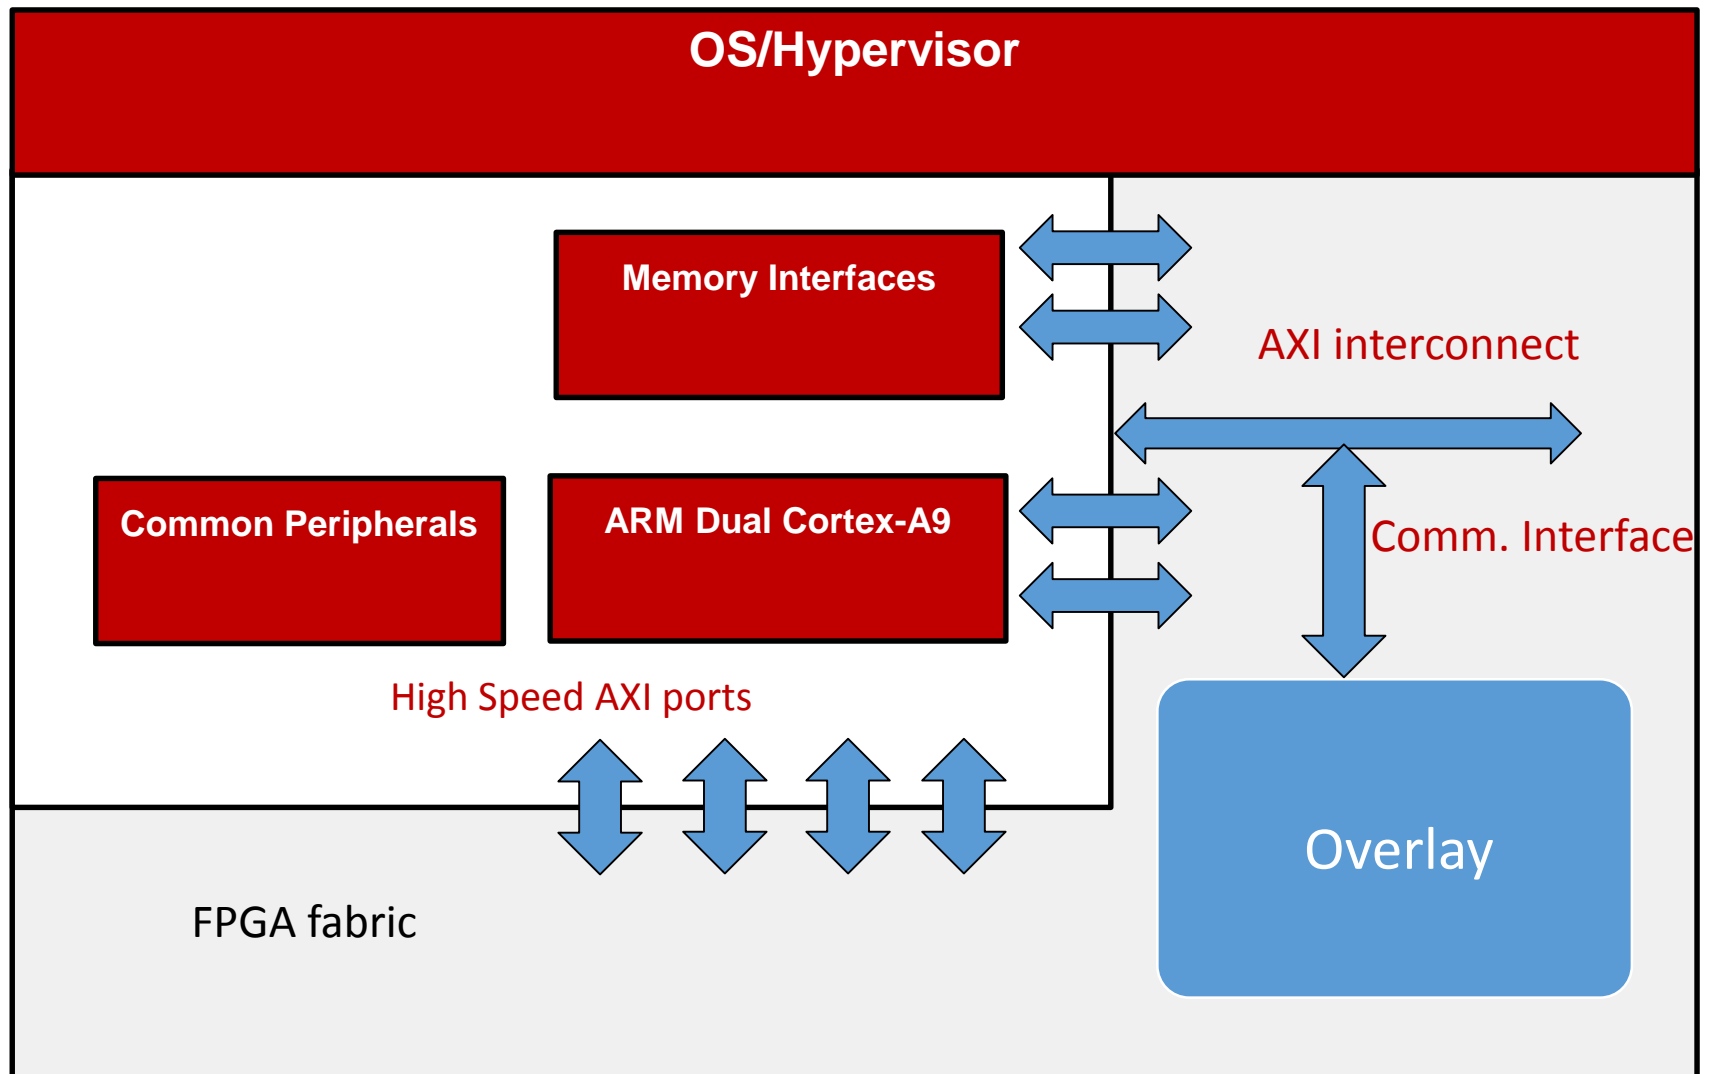 OS/Hypervisor
Memory Interfaces
AXI interconnect
Common Peripherals
ARM Dual Cortex-A9
Comm. Interface
High Speed AXI ports
Overlay
FPGA fabric